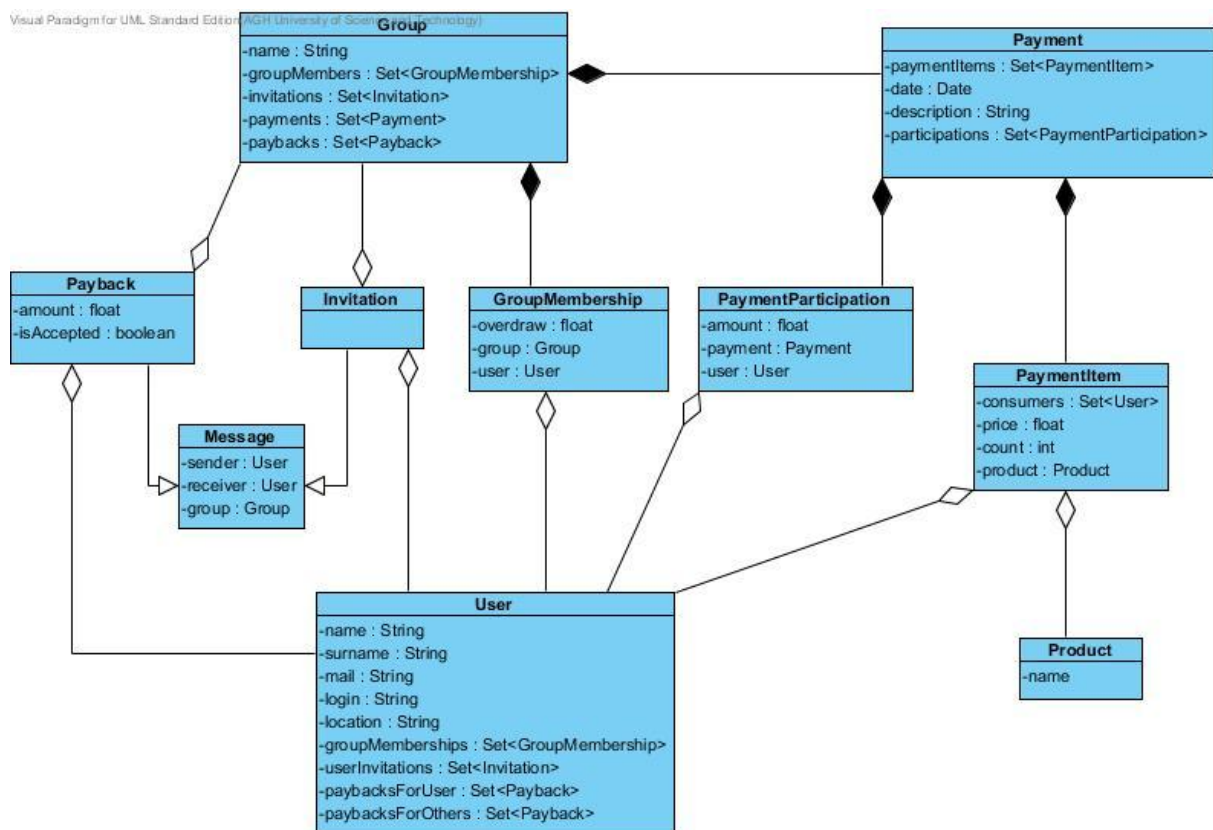 Visual Paradigm for UML Standard Edition(AGH University of Science and Technology)
Group
-name : String
-groupMembers : Set<GroupMembership>
-invitations : Set<Invitation>
-payments : Set<Payment>
-paybacks : Set<Payback>
Payment
-paymentItems : Set<PaymentItem>
-date : Date
-description : String
-participations : Set<PaymentParticipation>
Payback
-amount : float
-isAccepted : boolean
Invitation
GroupMembership
-overdraw : float
-group : Group
-user : User
PaymentParticipation
-amount : float
-payment : Payment
-user : User
PaymentItem
-consumers : Set<User>
-price : float
-count : int
-product : Product
Message
-sender : User
-receiver : User
-group : Group
User
-name : String
-surname : String
-mail : String
-login : String
-location : String
-groupMemberships : Set<GroupMembership>
-userInvitations : Set<Invitation>
-paybacksForUser : Set<Payback>
-paybacksForOthers : Set<Payback>
Product
-name